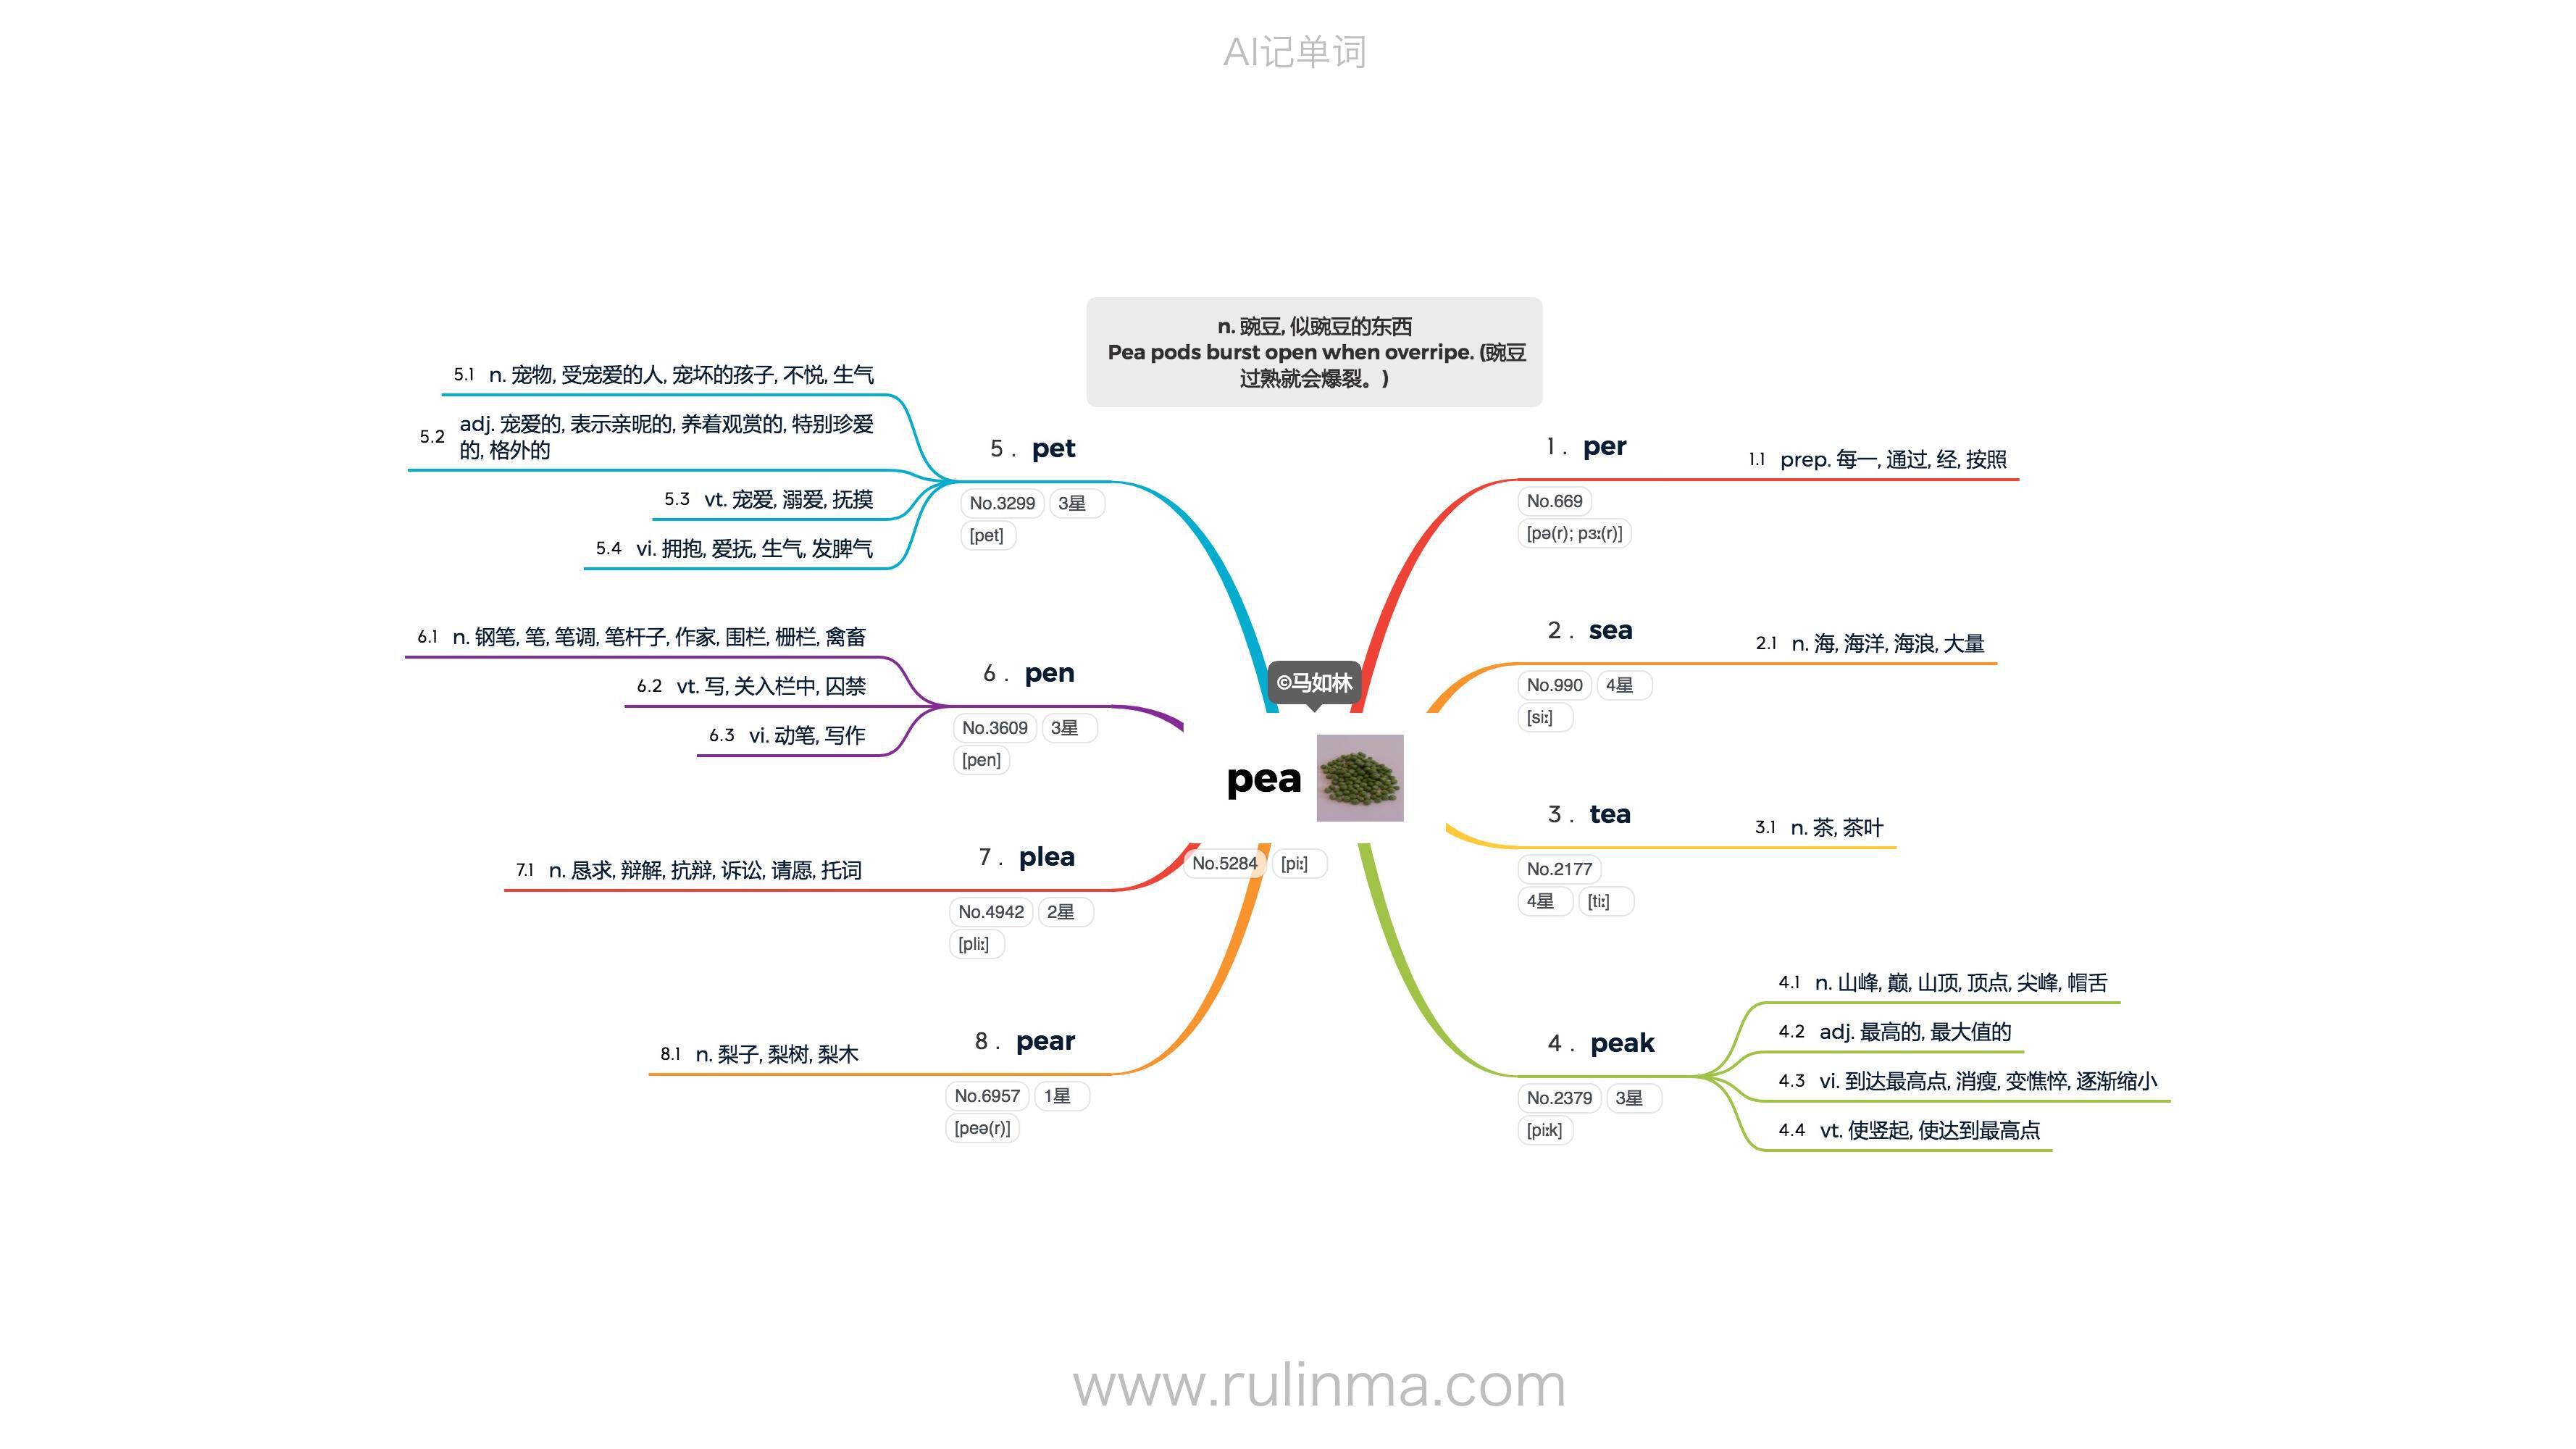 AI记单词
n. 豌豆, 似豌豆的东西
Pea pods burst open when overripe. (豌豆
过熟就会爆裂。)
©马如林
pea
No.5284 [piː]
1 . per
No.669
[pə(r); pɜː(r)]
1.1 prep. 每一, 通过, 经, 按照
2 . sea
No.990 4星
[siː]
2.1 n. 海, 海洋, 海浪, 大量
3 . tea
No.2177
4星 [tiː]
3.1 n. 茶, 茶叶
4 . peak
No.2379 3星
[piːk]
4.1 n. 山峰, 巅, 山顶, 顶点, 尖峰, 帽舌
4.2 adj. 最高的, 最大值的
4.3 vi. 到达最高点, 消瘦, 变憔悴, 逐渐缩小
4.4 vt. 使竖起, 使达到最高点
5 . pet
No.3299 3星
[pet]
5.1 n. 宠物, 受宠爱的人, 宠坏的孩子, 不悦, 生气
5.2 adj. 宠爱的, 表示亲昵的, 养着观赏的, 特别珍爱
的, 格外的
5.3 vt. 宠爱, 溺爱, 抚摸
5.4 vi. 拥抱, 爱抚, 生气, 发脾气
6 . pen
No.3609 3星
[pen]
6.1 n. 钢笔, 笔, 笔调, 笔杆子, 作家, 围栏, 栅栏, 禽畜
6.2 vt. 写, 关入栏中, 囚禁
6.3 vi. 动笔, 写作
7 . plea
No.4942 2星
[pliː]
7.1 n. 恳求, 辩解, 抗辩, 诉讼, 请愿, 托词
8 . pear
No.6957 1星
[peə(r)]
8.1 n. 梨子, 梨树, 梨木
www.rulinma.com